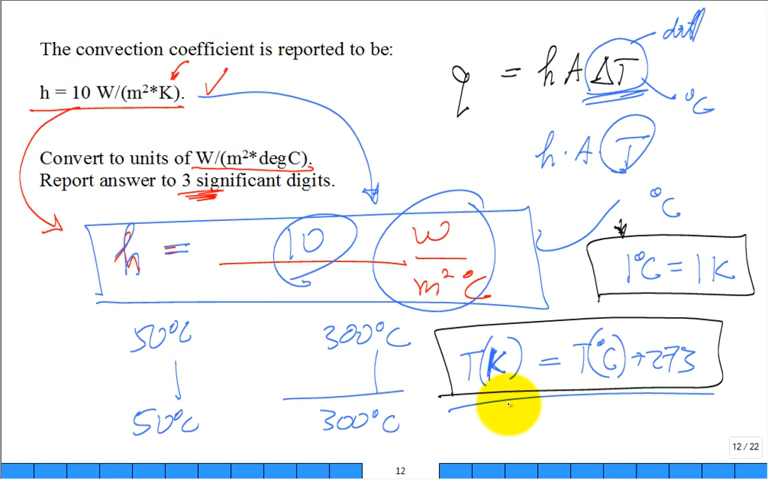 The convection coefficient is reported to be:
h = 10 W/(m²*K).
q = h A ΔT
°C
h · A T
°C
Convert to units of W/(m²*degC).
Report answer to 3 significant digits.
h = 10 W/m² °C
1°C = 1K
50°C 300°C
T(K) = T(°C) + 273
50°C 300°C
12 / 22
12